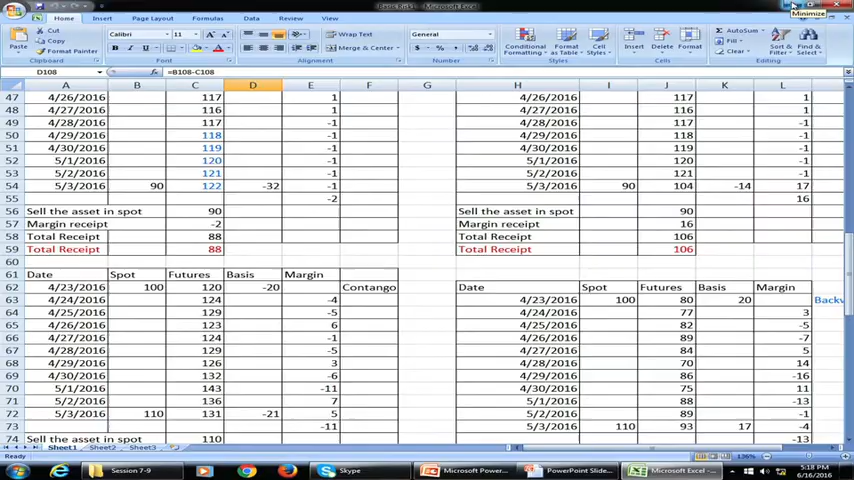 Basis Risk1 - Microsoft Excel
Minimize
Home Insert Page Layout Formulas Data Review View
Cut Calibri 11 Wrap Text General AutoSum
Copy Fill
Paste Format Painter Merge & Center Conditional Formatting Format as Table Cell Styles Insert Delete Format Clear Sort & Filter Find & Select
Clipboard Font Alignment Number Styles Cells Editing
D108 =B108-C108
A B C D E F G H I J K L
47 4/26/2016 117 1 4/26/2016 117 1
48 4/27/2016 116 1 4/27/2016 116 1
49 4/28/2016 117 -1 4/28/2016 117 -1
50 4/29/2016 118 -1 4/29/2016 118 -1
51 4/30/2016 119 -1 4/30/2016 119 -1
52 5/1/2016 120 -1 5/1/2016 120 -1
53 5/2/2016 121 -1 5/2/2016 121 -1
54 5/3/2016 90 122 -32 -1 5/3/2016 90 104 -14 17
55 -2 16
56 Sell the asset in spot 90 Sell the asset in spot 90
57 Margin receipt -2 Margin receipt 16
58 Total Receipt 88 Total Receipt 106
59 Total Receipt 88 Total Receipt 106
60
61 Date Spot Futures Basis Margin
62 4/23/2016 100 120 -20 Contango Date Spot Futures Basis Margin
63 4/24/2016 124 -4 4/23/2016 100 80 20 Backw
64 4/25/2016 129 -5 4/24/2016 77 3
65 4/26/2016 123 6 4/25/2016 82 -5
66 4/27/2016 124 -1 4/26/2016 89 -7
67 4/28/2016 129 -5 4/27/2016 84 5
68 4/29/2016 126 3 4/28/2016 70 14
69 4/30/2016 132 -6 4/29/2016 86 -16
70 5/1/2016 143 -11 4/30/2016 75 11
71 5/2/2016 136 7 5/1/2016 88 -13
72 5/3/2016 110 131 -21 5 5/2/2016 89 -1
73 -11 5/3/2016 110 93 17 -4
74 Sell the asset in spot 110 -13
Sheet1 Sheet2 Sheet3
Ready 136%
Session 7-9 Skype Microsoft Power... PowerPoint Slide... Microsoft Excel -... 5:18 PM
6/16/2016